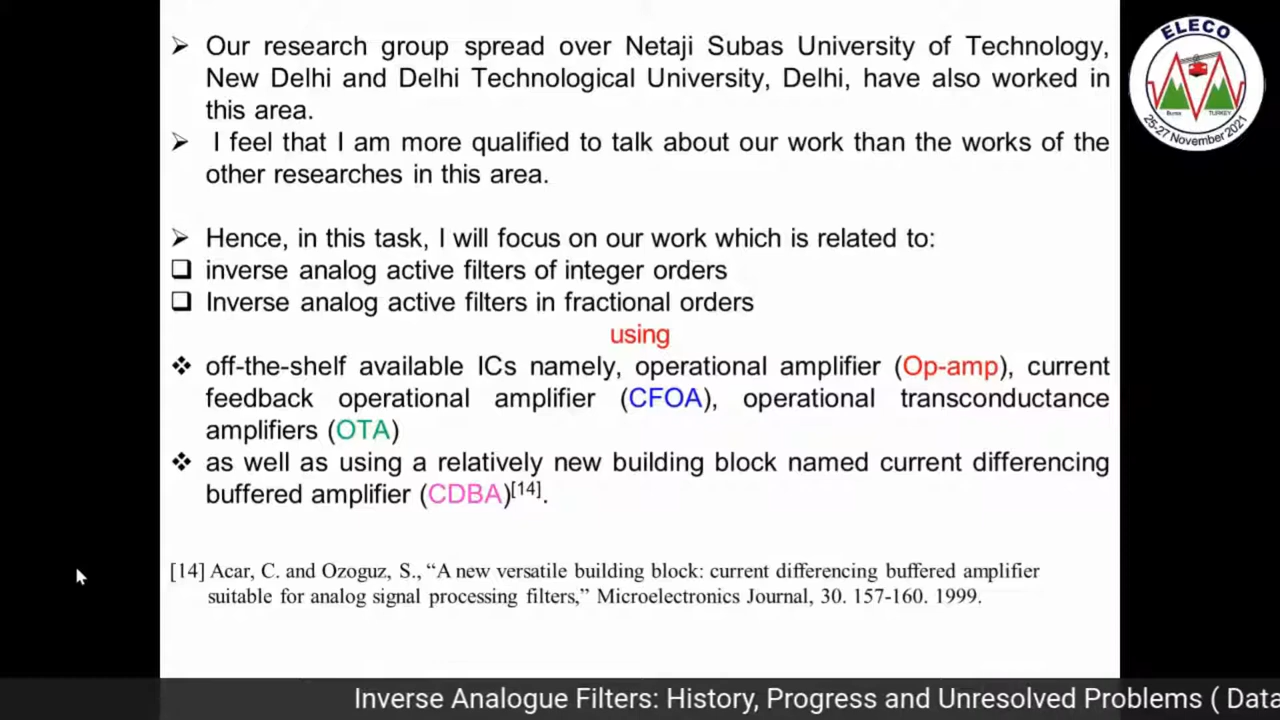 ➢ Our research group spread over Netaji Subas University of Technology,
New Delhi and Delhi Technological University, Delhi, have also worked in
this area.
➢ I feel that I am more qualified to talk about our work than the works of the
other researches in this area.
➢ Hence, in this task, I will focus on our work which is related to:
❑ inverse analog active filters of integer orders
❑ Inverse analog active filters in fractional orders
using
❖ off-the-shelf available ICs namely, operational amplifier (Op-amp), current
feedback operational amplifier (CFOA), operational transconductance
amplifiers (OTA)
❖ as well as using a relatively new building block named current differencing
buffered amplifier (CDBA)[14].
[14] Acar, C. and Ozoguz, S., “A new versatile building block: current differencing buffered amplifier
suitable for analog signal processing filters,” Microelectronics Journal, 30. 157-160. 1999.
ELECO
Bursa TURKEY
25-27 November 2021
Inverse Analogue Filters: History, Progress and Unresolved Problems ( Data